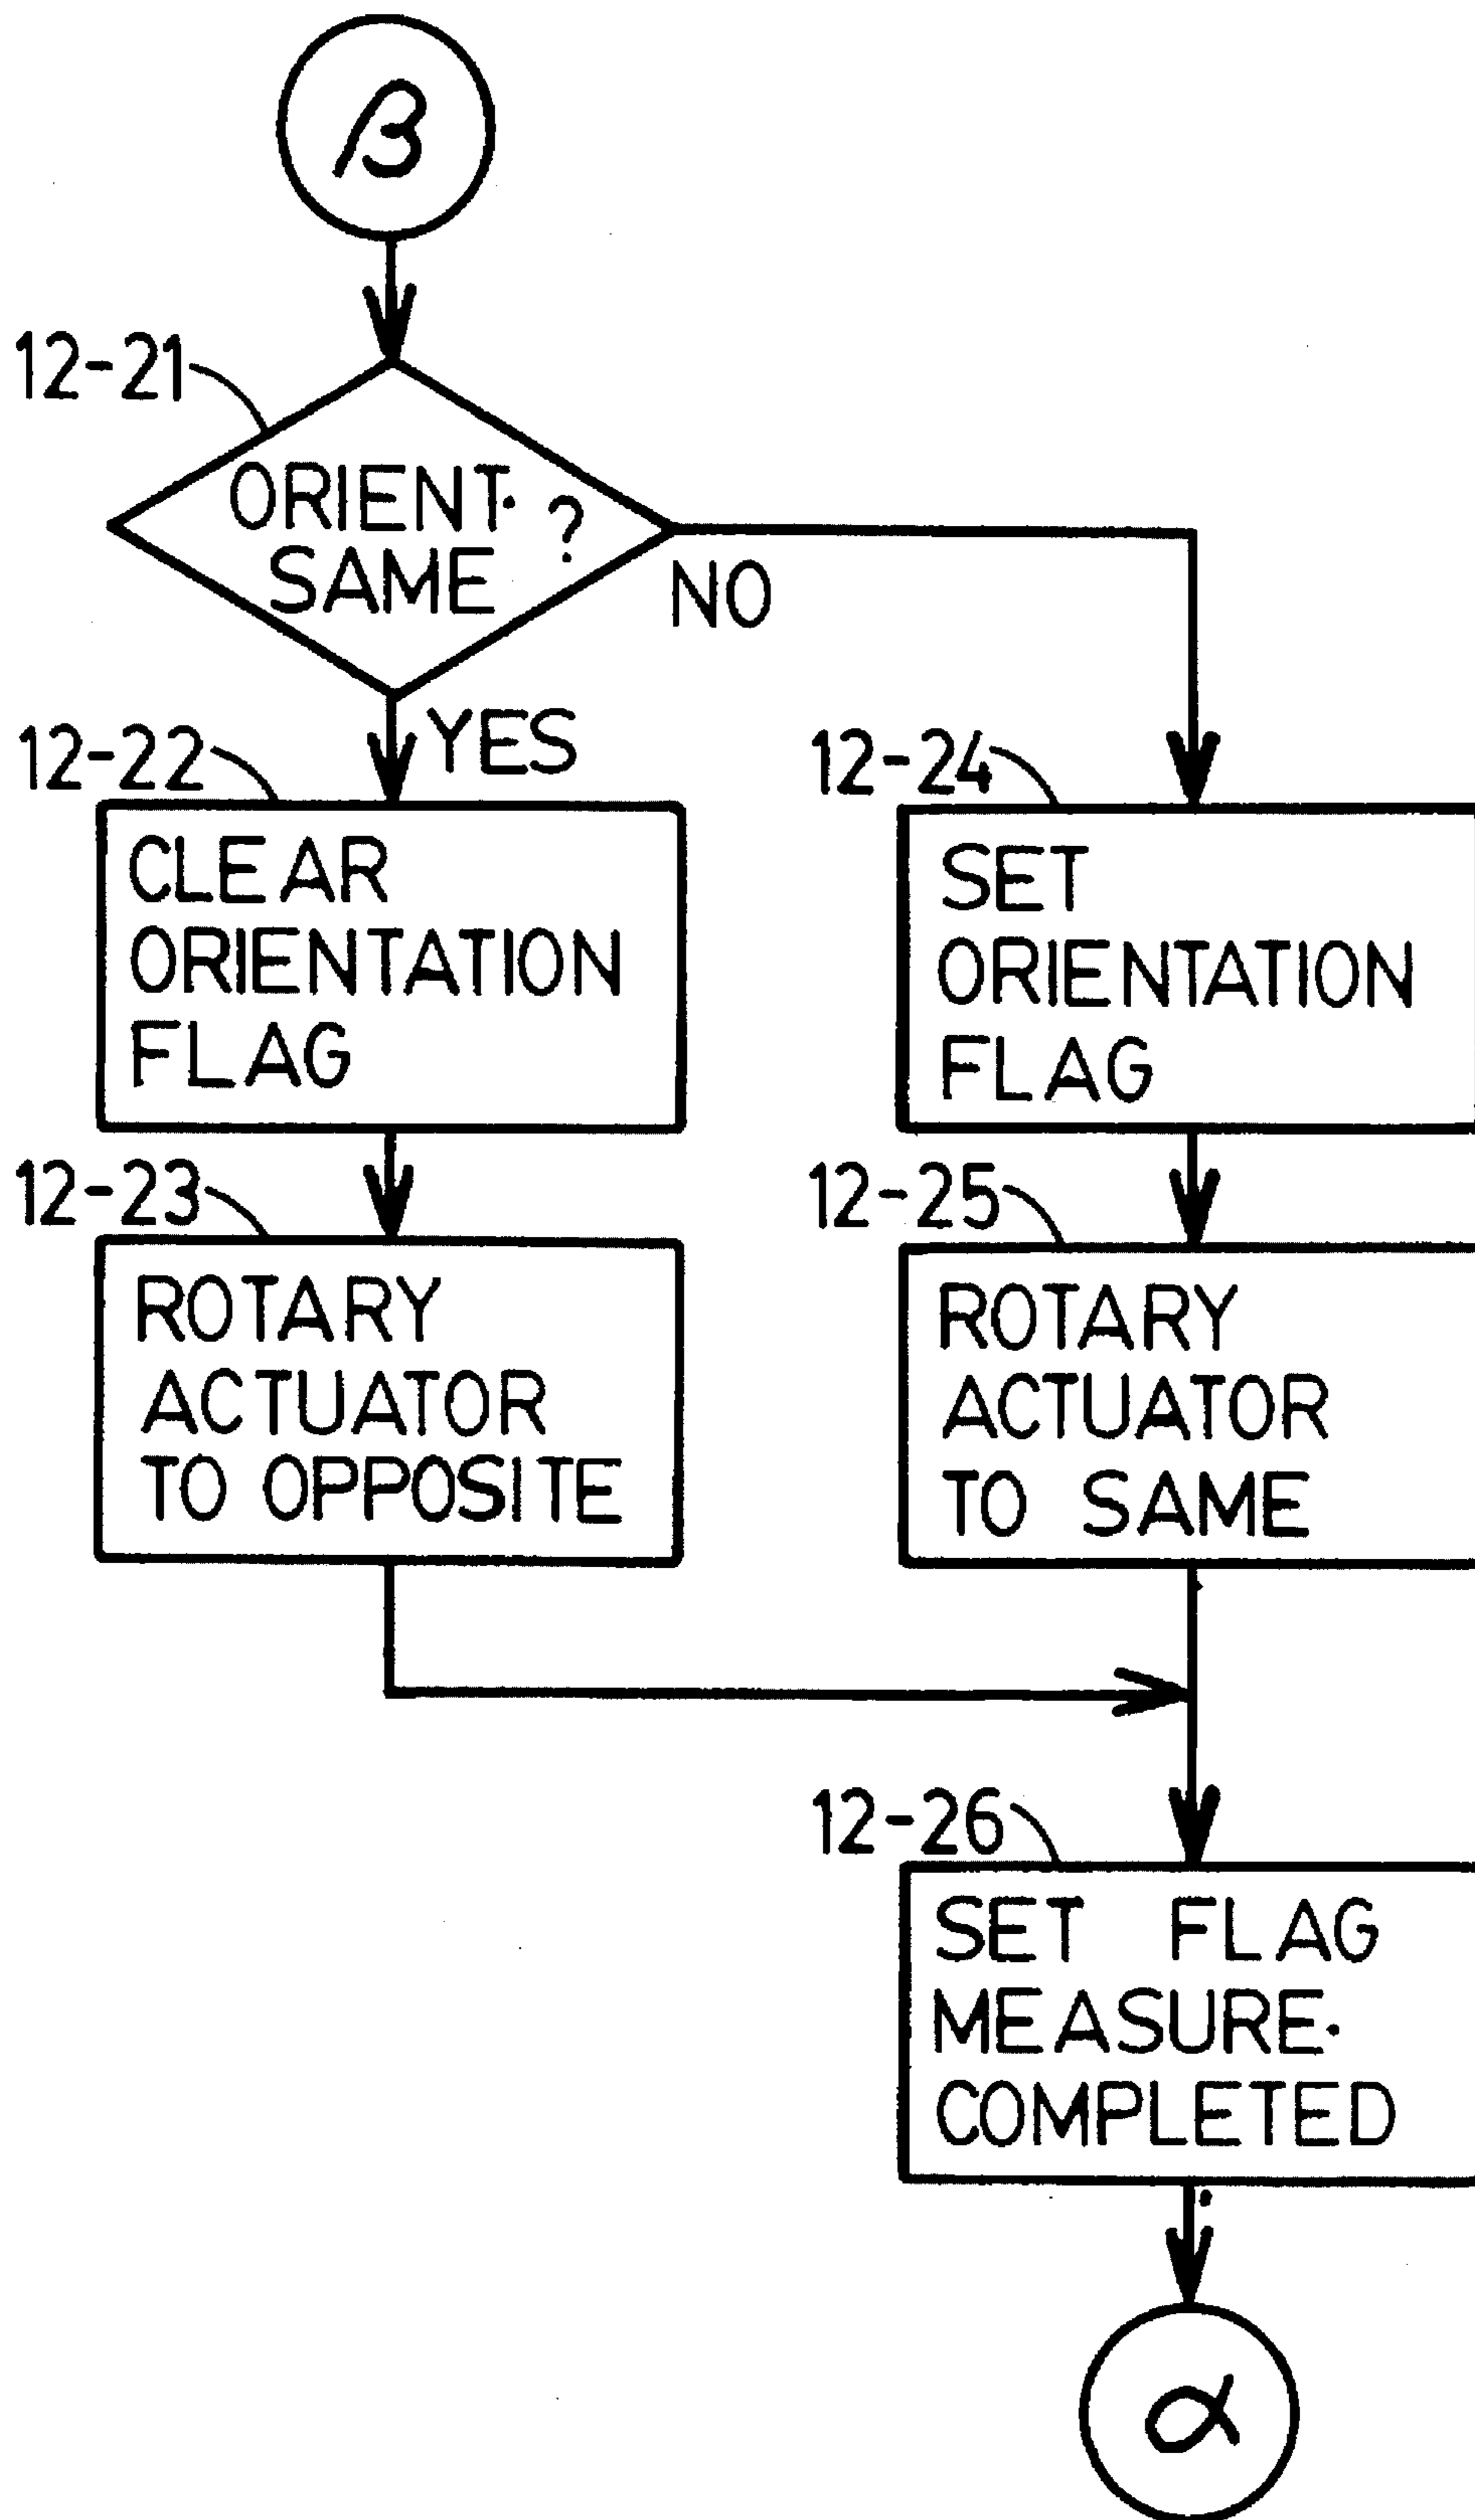 β
12-21
ORIENT. ?
SAME
NO
YES
12-22
CLEAR
ORIENTATION
FLAG
12-23
ROTARY
ACTUATOR
TO OPPOSITE
12-24
SET
ORIENTATION
FLAG
12-25
ROTARY
ACTUATOR
TO SAME
12-26
SET FLAG
MEASURE.
COMPLETED
α